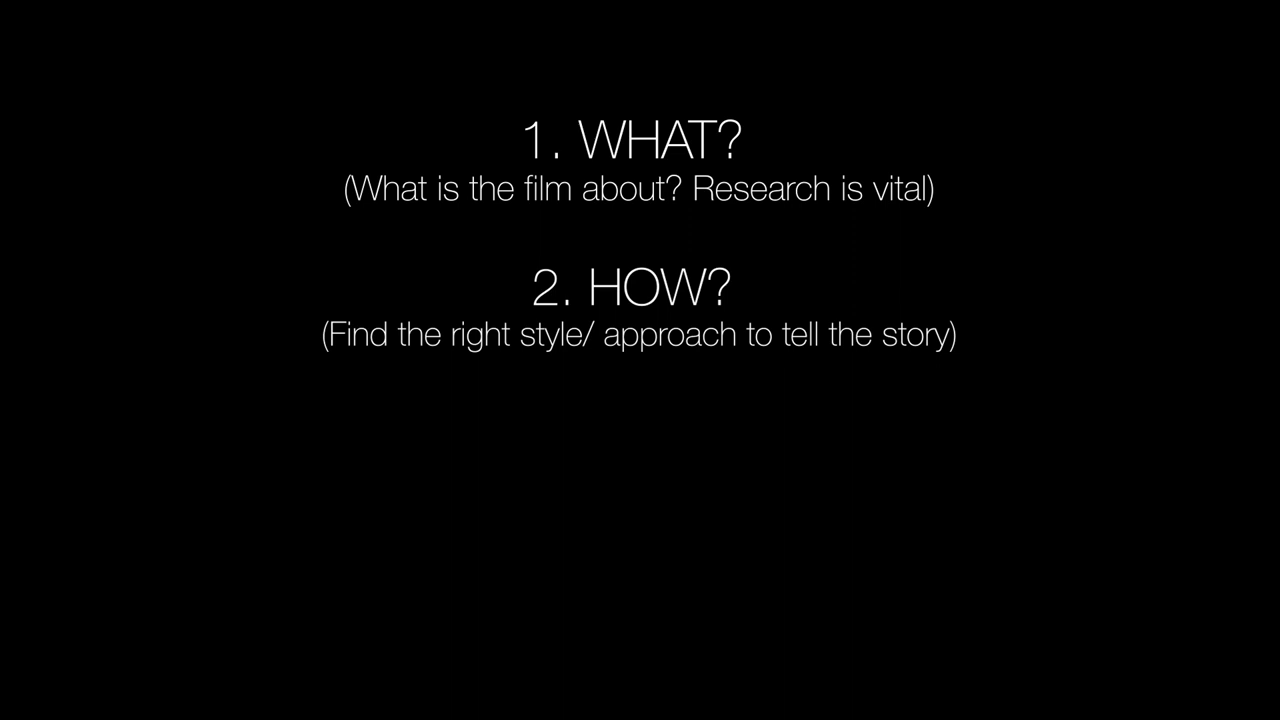 1. WHAT?
(What is the film about? Research is vital)
2. HOW?
(Find the right style/ approach to tell the story)